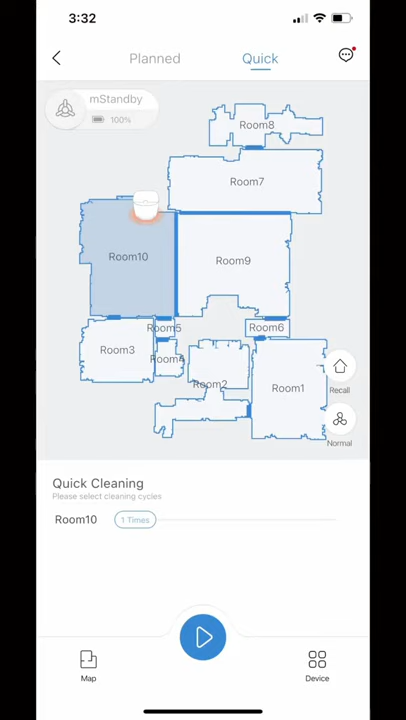 3:32
Planned
Quick
mStandby
100%
Room8
Room7
Room10
Room9
Room5
Room6
Room3
Room4
Room2
Room1
Recall
Normal
Quick Cleaning
Please select cleaning cycles
Room10
1 Times
Map
Device